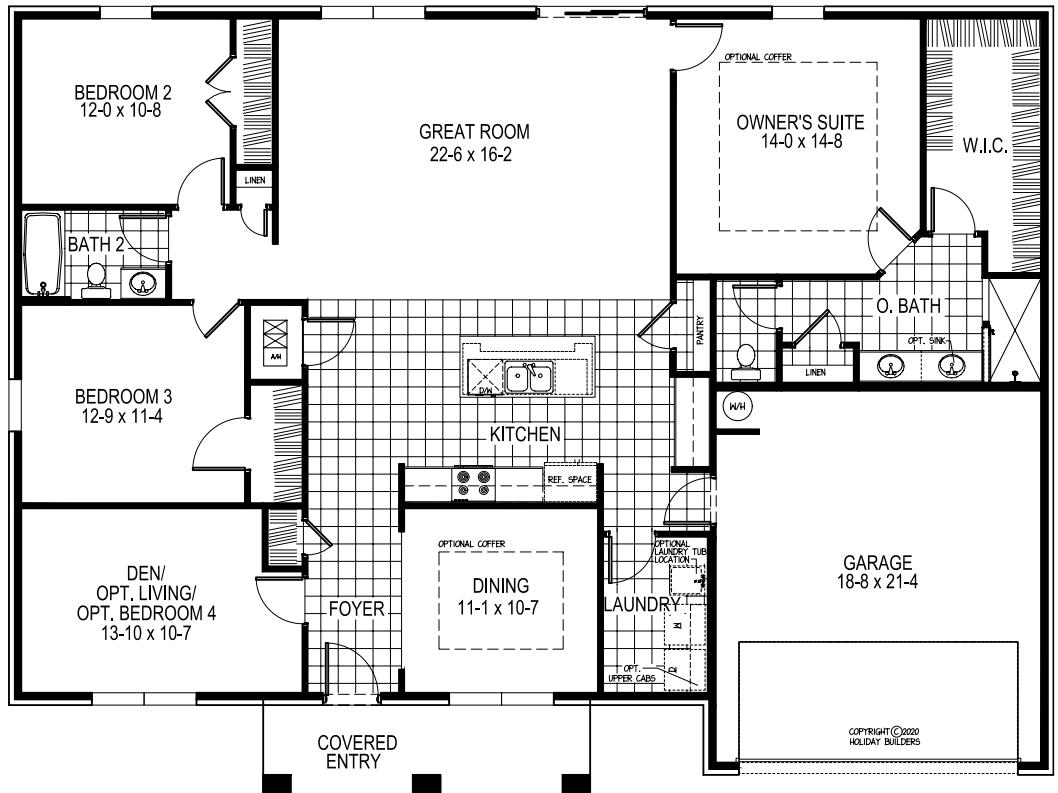 BEDROOM 2
12-0 x 10-8
LINEN
GREAT ROOM
22-6 x 16-2
OPTIONAL COFFER
OWNER'S SUITE
14-0 x 14-8
W.I.C.
BATH 2
A/H
PANTRY
O. BATH
OPT. SINK
LINEN
BEDROOM 3
12-9 x 11-4
D/W
KITCHEN
REF. SPACE
W/H
DEN/
OPT. LIVING/
OPT. BEDROOM 4
13-10 x 10-7
FOYER
OPTIONAL COFFER
DINING
11-1 x 10-7
OPTIONAL
LAUNDRY TUB
LOCATION
LAUNDRY
W
D
OPT.
UPPER CABS
GARAGE
18-8 x 21-4
COVERED
ENTRY
COPYRIGHT©2020
HOLIDAY BUILDERS